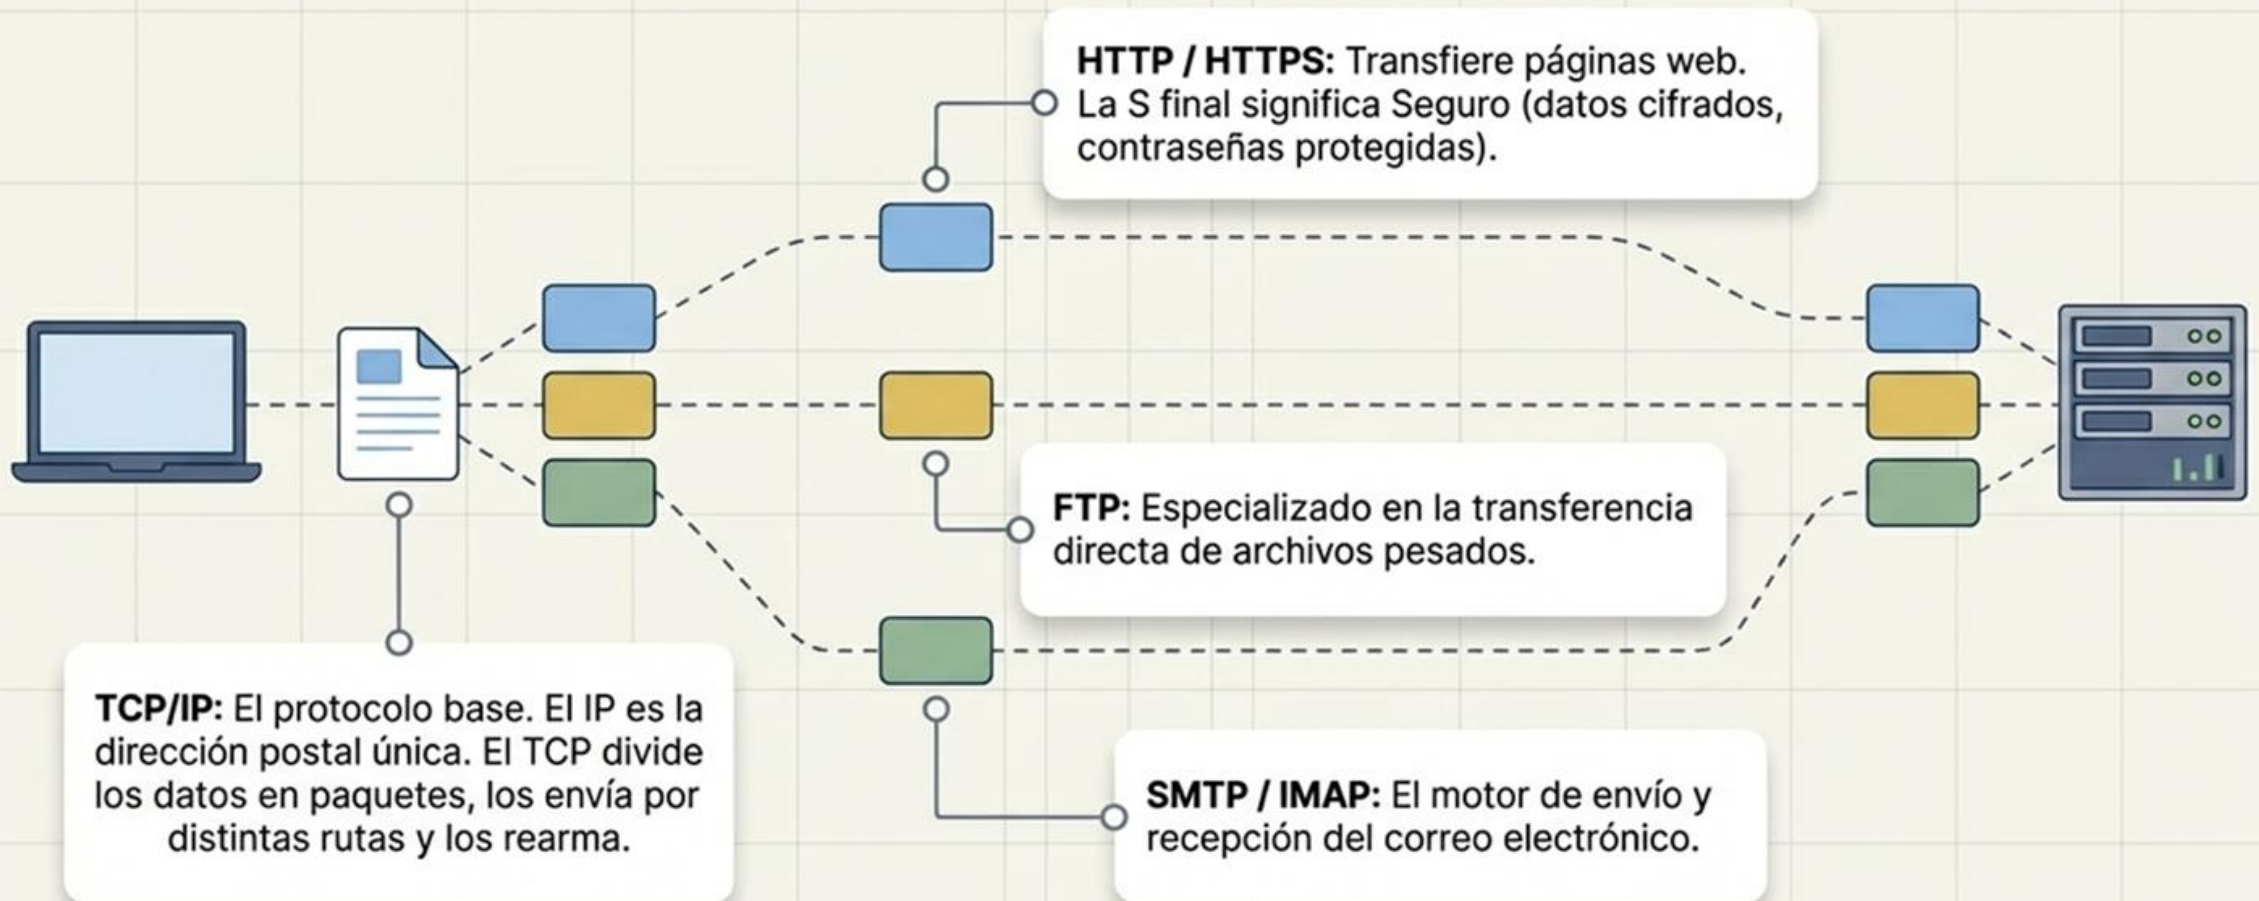 HTTP / HTTPS: Transfiere páginas web.
La S final significa Seguro (datos cifrados,
contraseñas protegidas).
FTP: Especializado en la transferencia
directa de archivos pesados.
TCP/IP: El protocolo base. El IP es la
dirección postal única. El TCP divide
los datos en paquetes, los envía por
distintas rutas y los rearma.
SMTP / IMAP: El motor de envío y
recepción del correo electrónico.